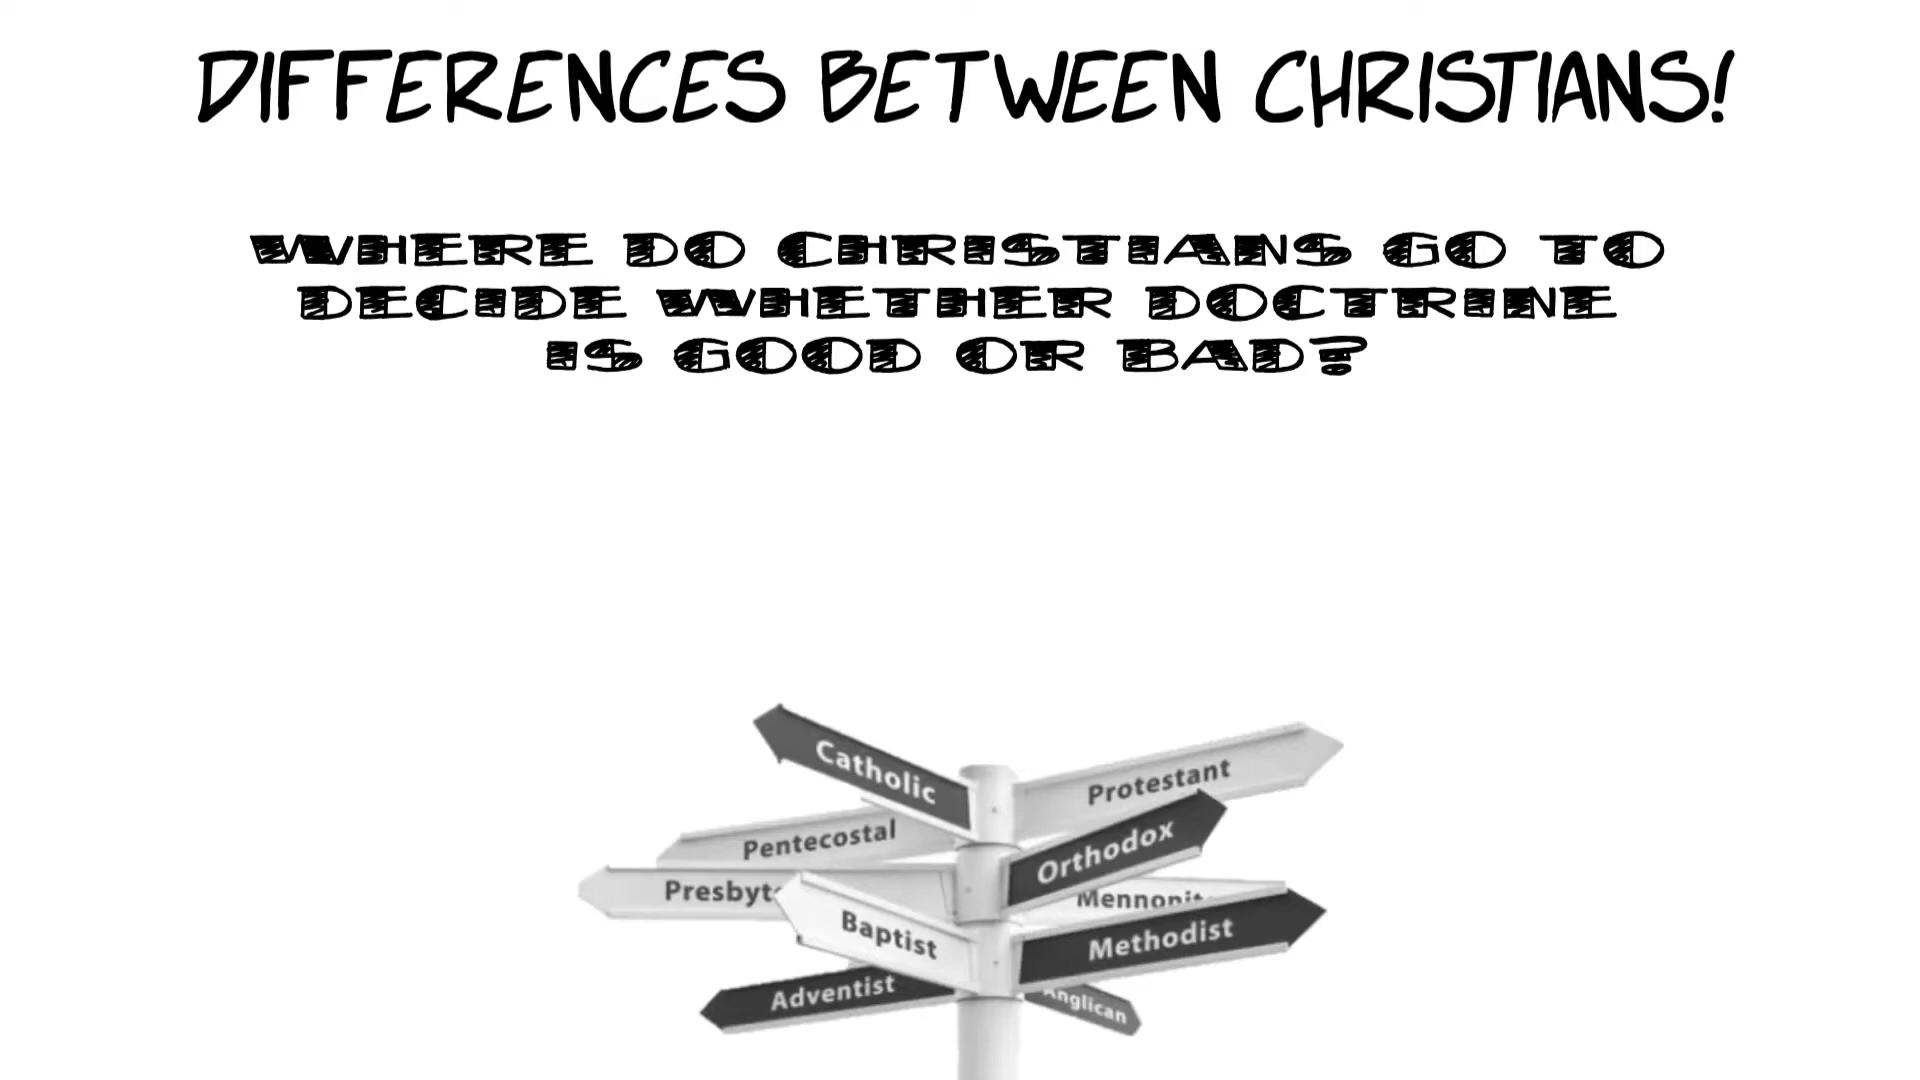 DIFFERENCES BETWEEN CHRISTIANS!
WHERE DO CHRISTIANS GO TO
DECIDE WHETHER DOCTRINE
IS GOOD OR BAD?
Catholic
Protestant
Pentecostal
Orthodox
Baptist
Methodist
Adventist
Anglican